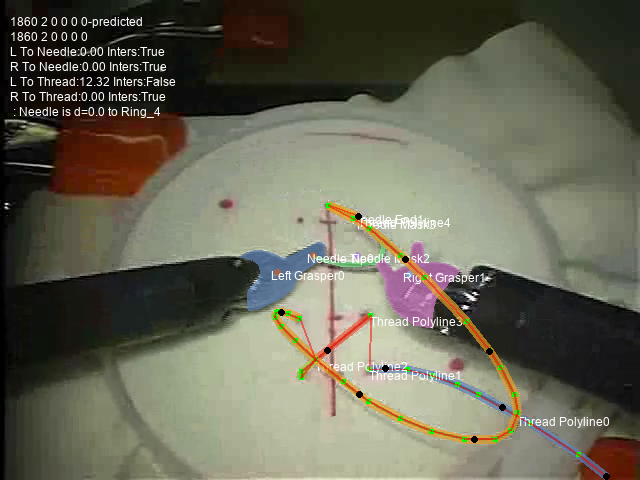 1860 2 0 0 0 0-predicted
1860 2 0 0 0 0
L To Needle:0.00 Inters:True
R To Needle:0.00 Inters:True
L To Thread:12.32 Inters:False
R To Thread:0.00 Inters:True
: Needle is d=0.0 to Ring_4
Left Grasper0
Right Grasper1
Thread Polyline3
Thread Polyline2
Thread Polyline1
Thread Polyline0